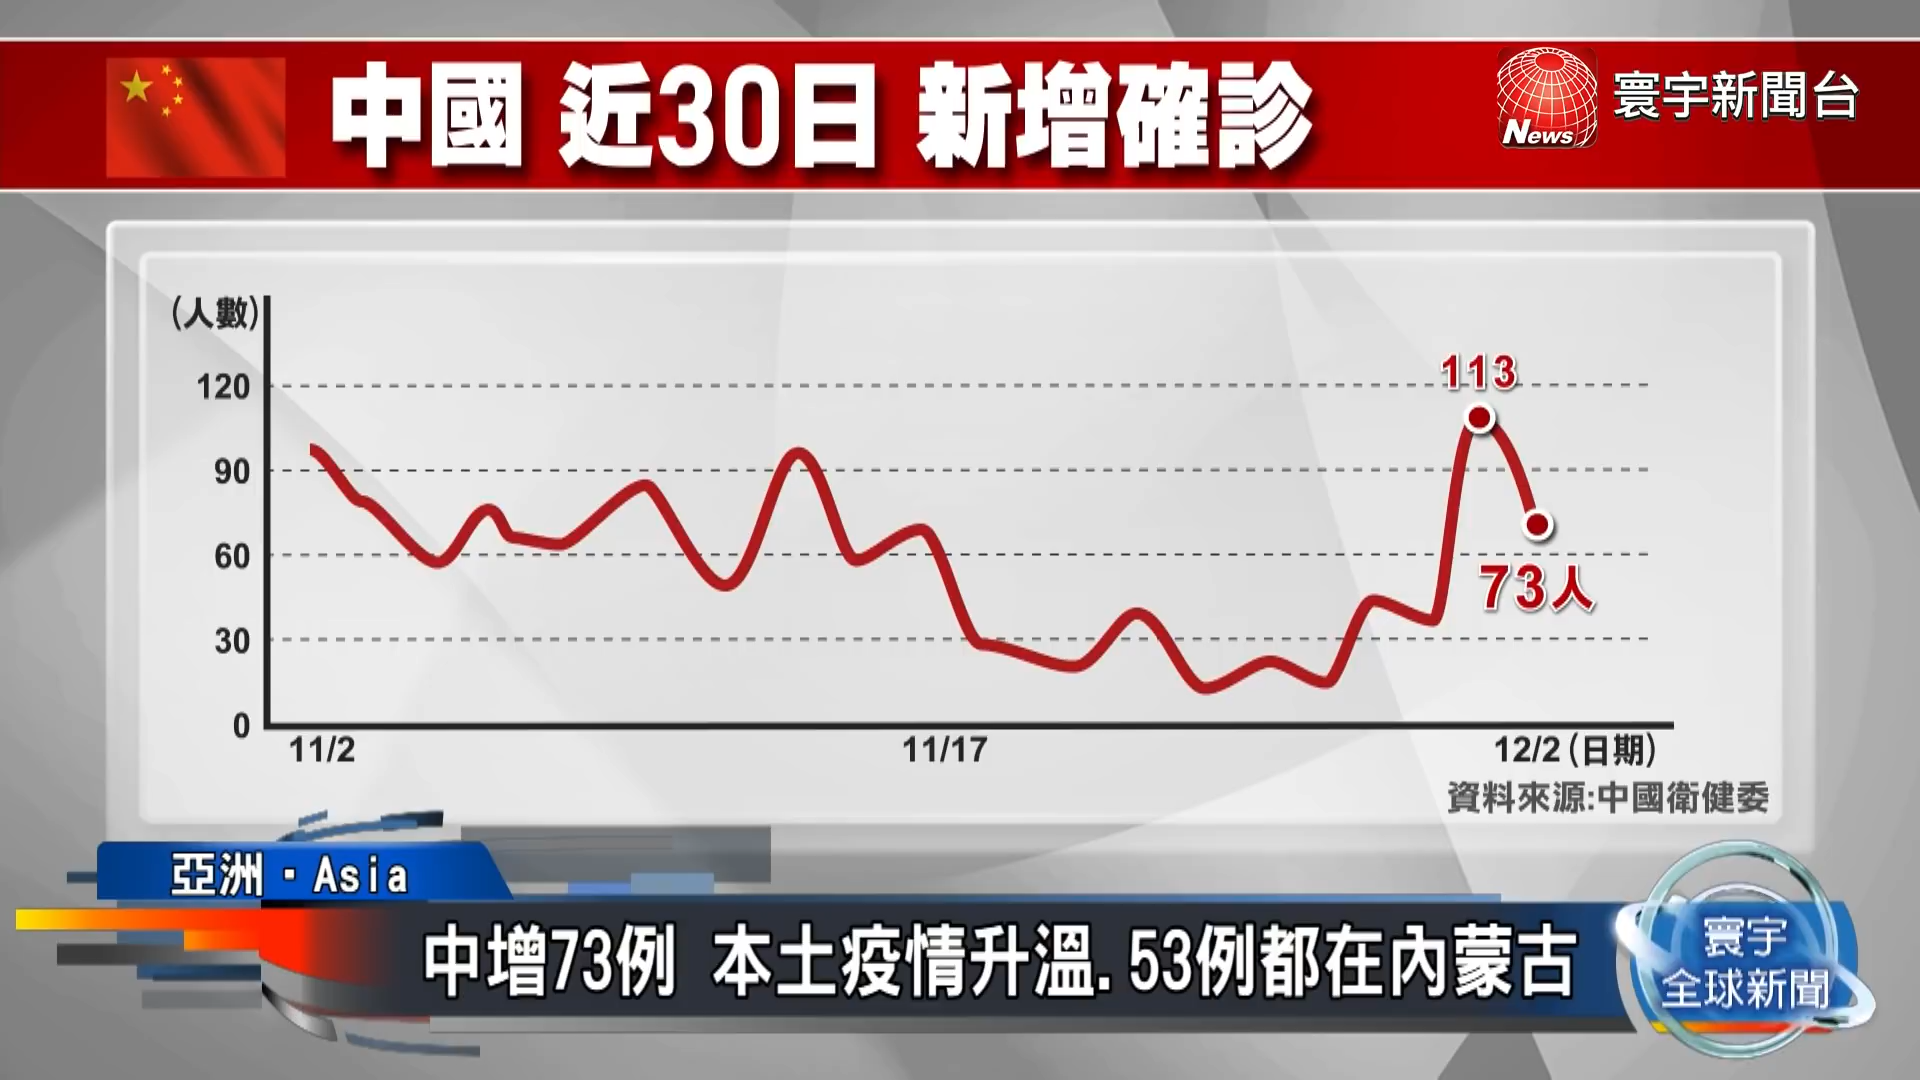 中國 近30日 新增確診
News
寰宇新聞台
(人數)
120
90
60
30
0
113
73人
11/2
11/17
12/2 (日期)
資料來源:中國衛健委
亞洲·Asia
中增73例 本土疫情升溫.53例都在內蒙古
寰宇
全球新聞